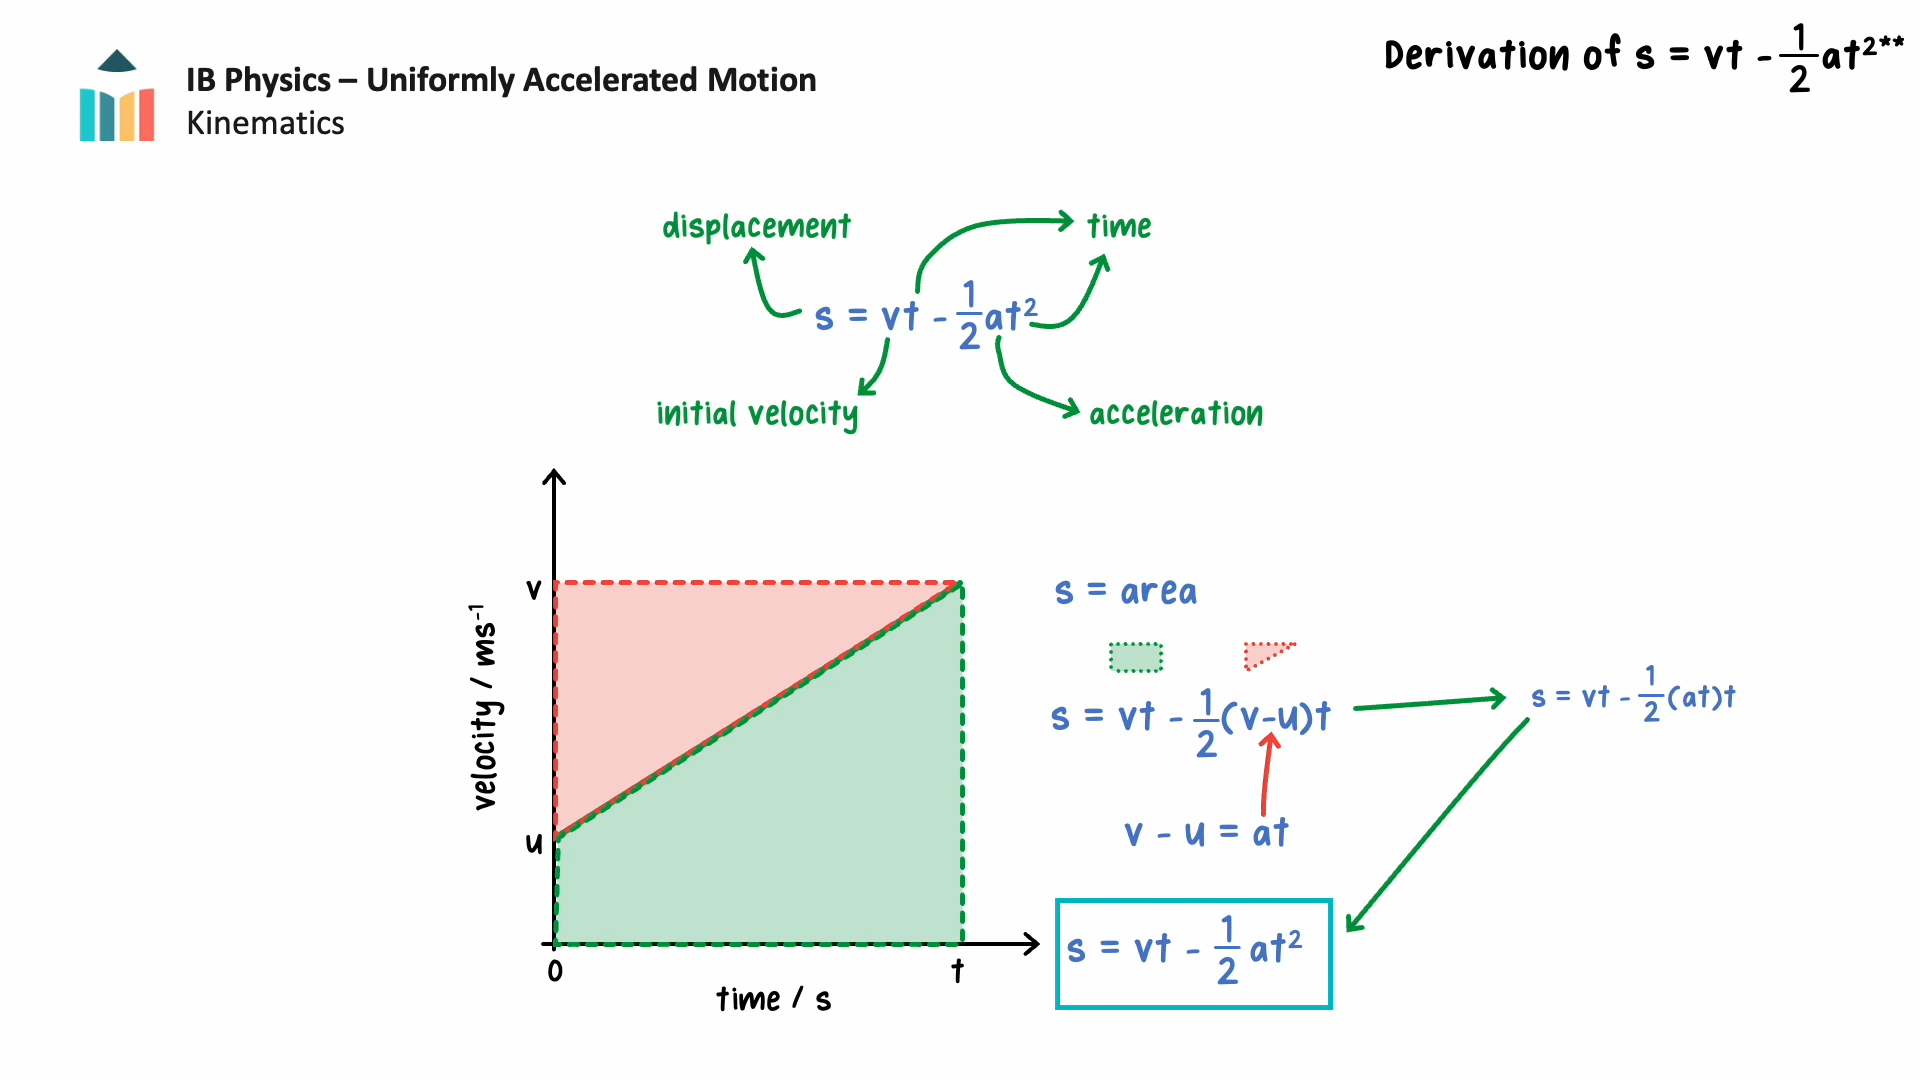 IB Physics – Uniformly Accelerated Motion
Kinematics
Derivation of s = vt - 1/2 at²**
displacement
time
s = vt - 1/2 at²
initial velocity
acceleration
velocity / ms⁻¹
v
u
0
t
time / s
s = area
s = vt - 1/2 (v-u)t
s = vt - 1/2 (at)t
v - u = at
s = vt - 1/2 at²